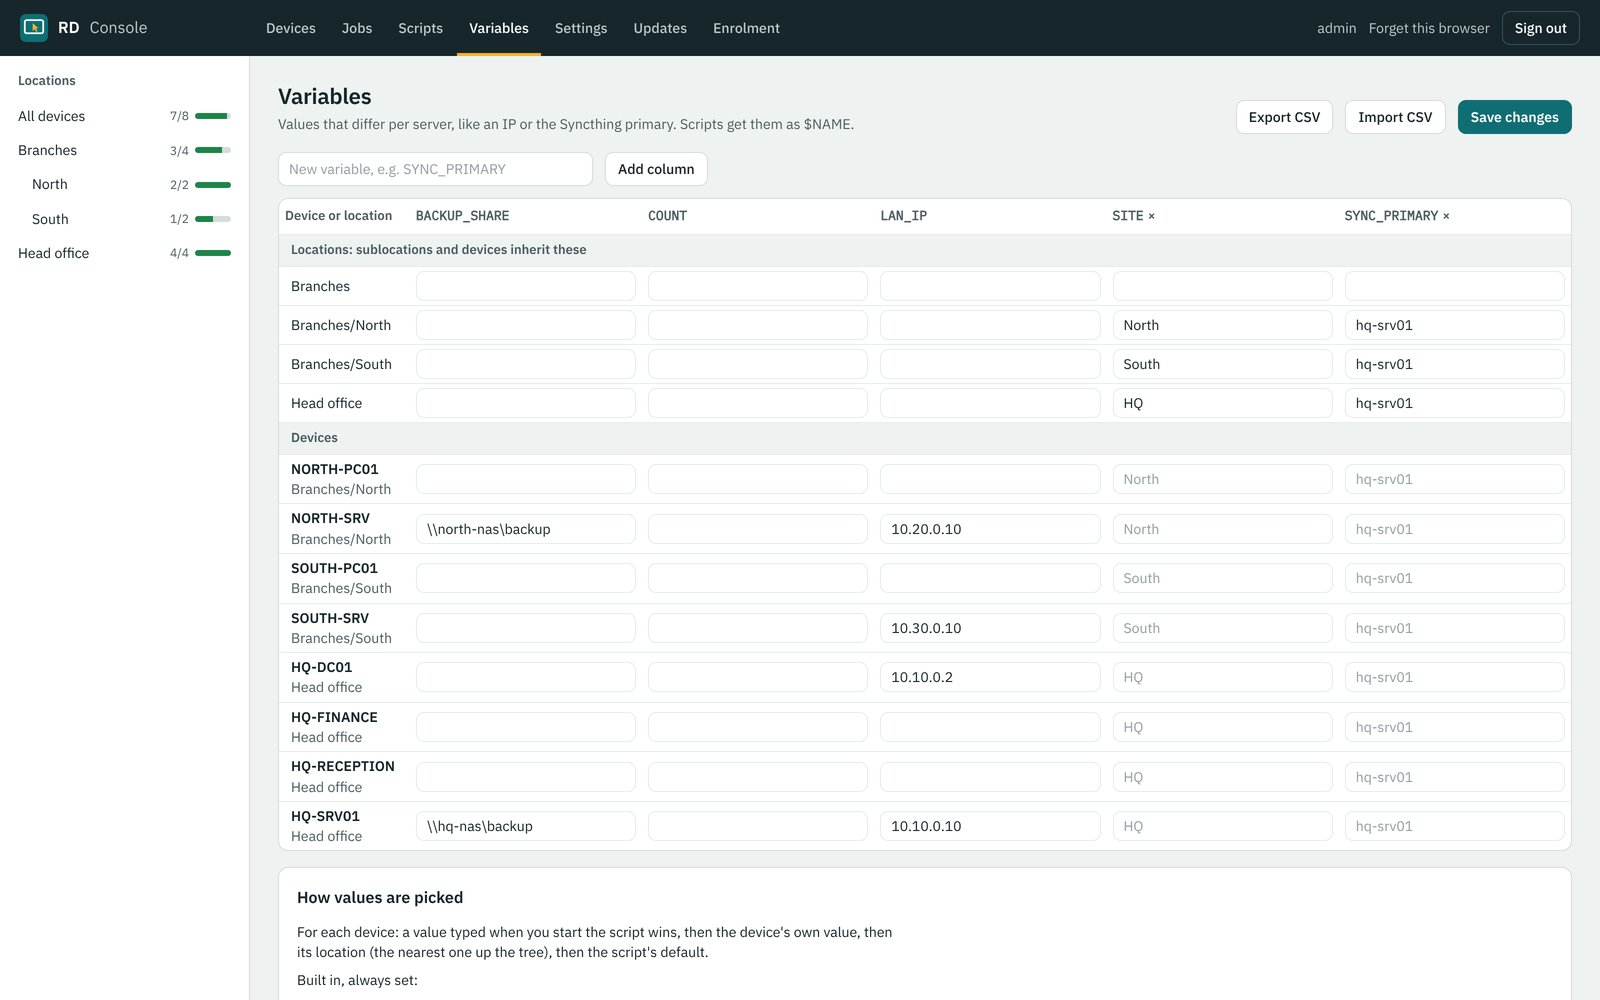 RD Console
Devices Jobs Scripts Variables Settings Updates Enrolment
admin Forget this browser Sign out
Locations
All devices 7/8
Branches 3/4
North 2/2
South 1/2
Head office 4/4
Variables
Values that differ per server, like an IP or the Syncthing primary. Scripts get them as $NAME.
Export CSV Import CSV Save changes
New variable, e.g. SYNC_PRIMARY Add column
Device or location BACKUP_SHARE COUNT LAN_IP SITE × SYNC_PRIMARY ×
Locations: sublocations and devices inherit these
Branches
Branches/North North hq-srv01
Branches/South South hq-srv01
Head office HQ hq-srv01
Devices
NORTH-PC01
Branches/North North hq-srv01
NORTH-SRV
Branches/North \\north-nas\backup 10.20.0.10 North hq-srv01
SOUTH-PC01
Branches/South South hq-srv01
SOUTH-SRV
Branches/South 10.30.0.10 South hq-srv01
HQ-DC01
Head office 10.10.0.2 HQ hq-srv01
HQ-FINANCE
Head office HQ hq-srv01
HQ-RECEPTION
Head office HQ hq-srv01
HQ-SRV01
Head office \\hq-nas\backup 10.10.0.10 HQ hq-srv01
How values are picked
For each device: a value typed when you start the script wins, then the device's own value, then
its location (the nearest one up the tree), then the script's default.
Built in, always set: